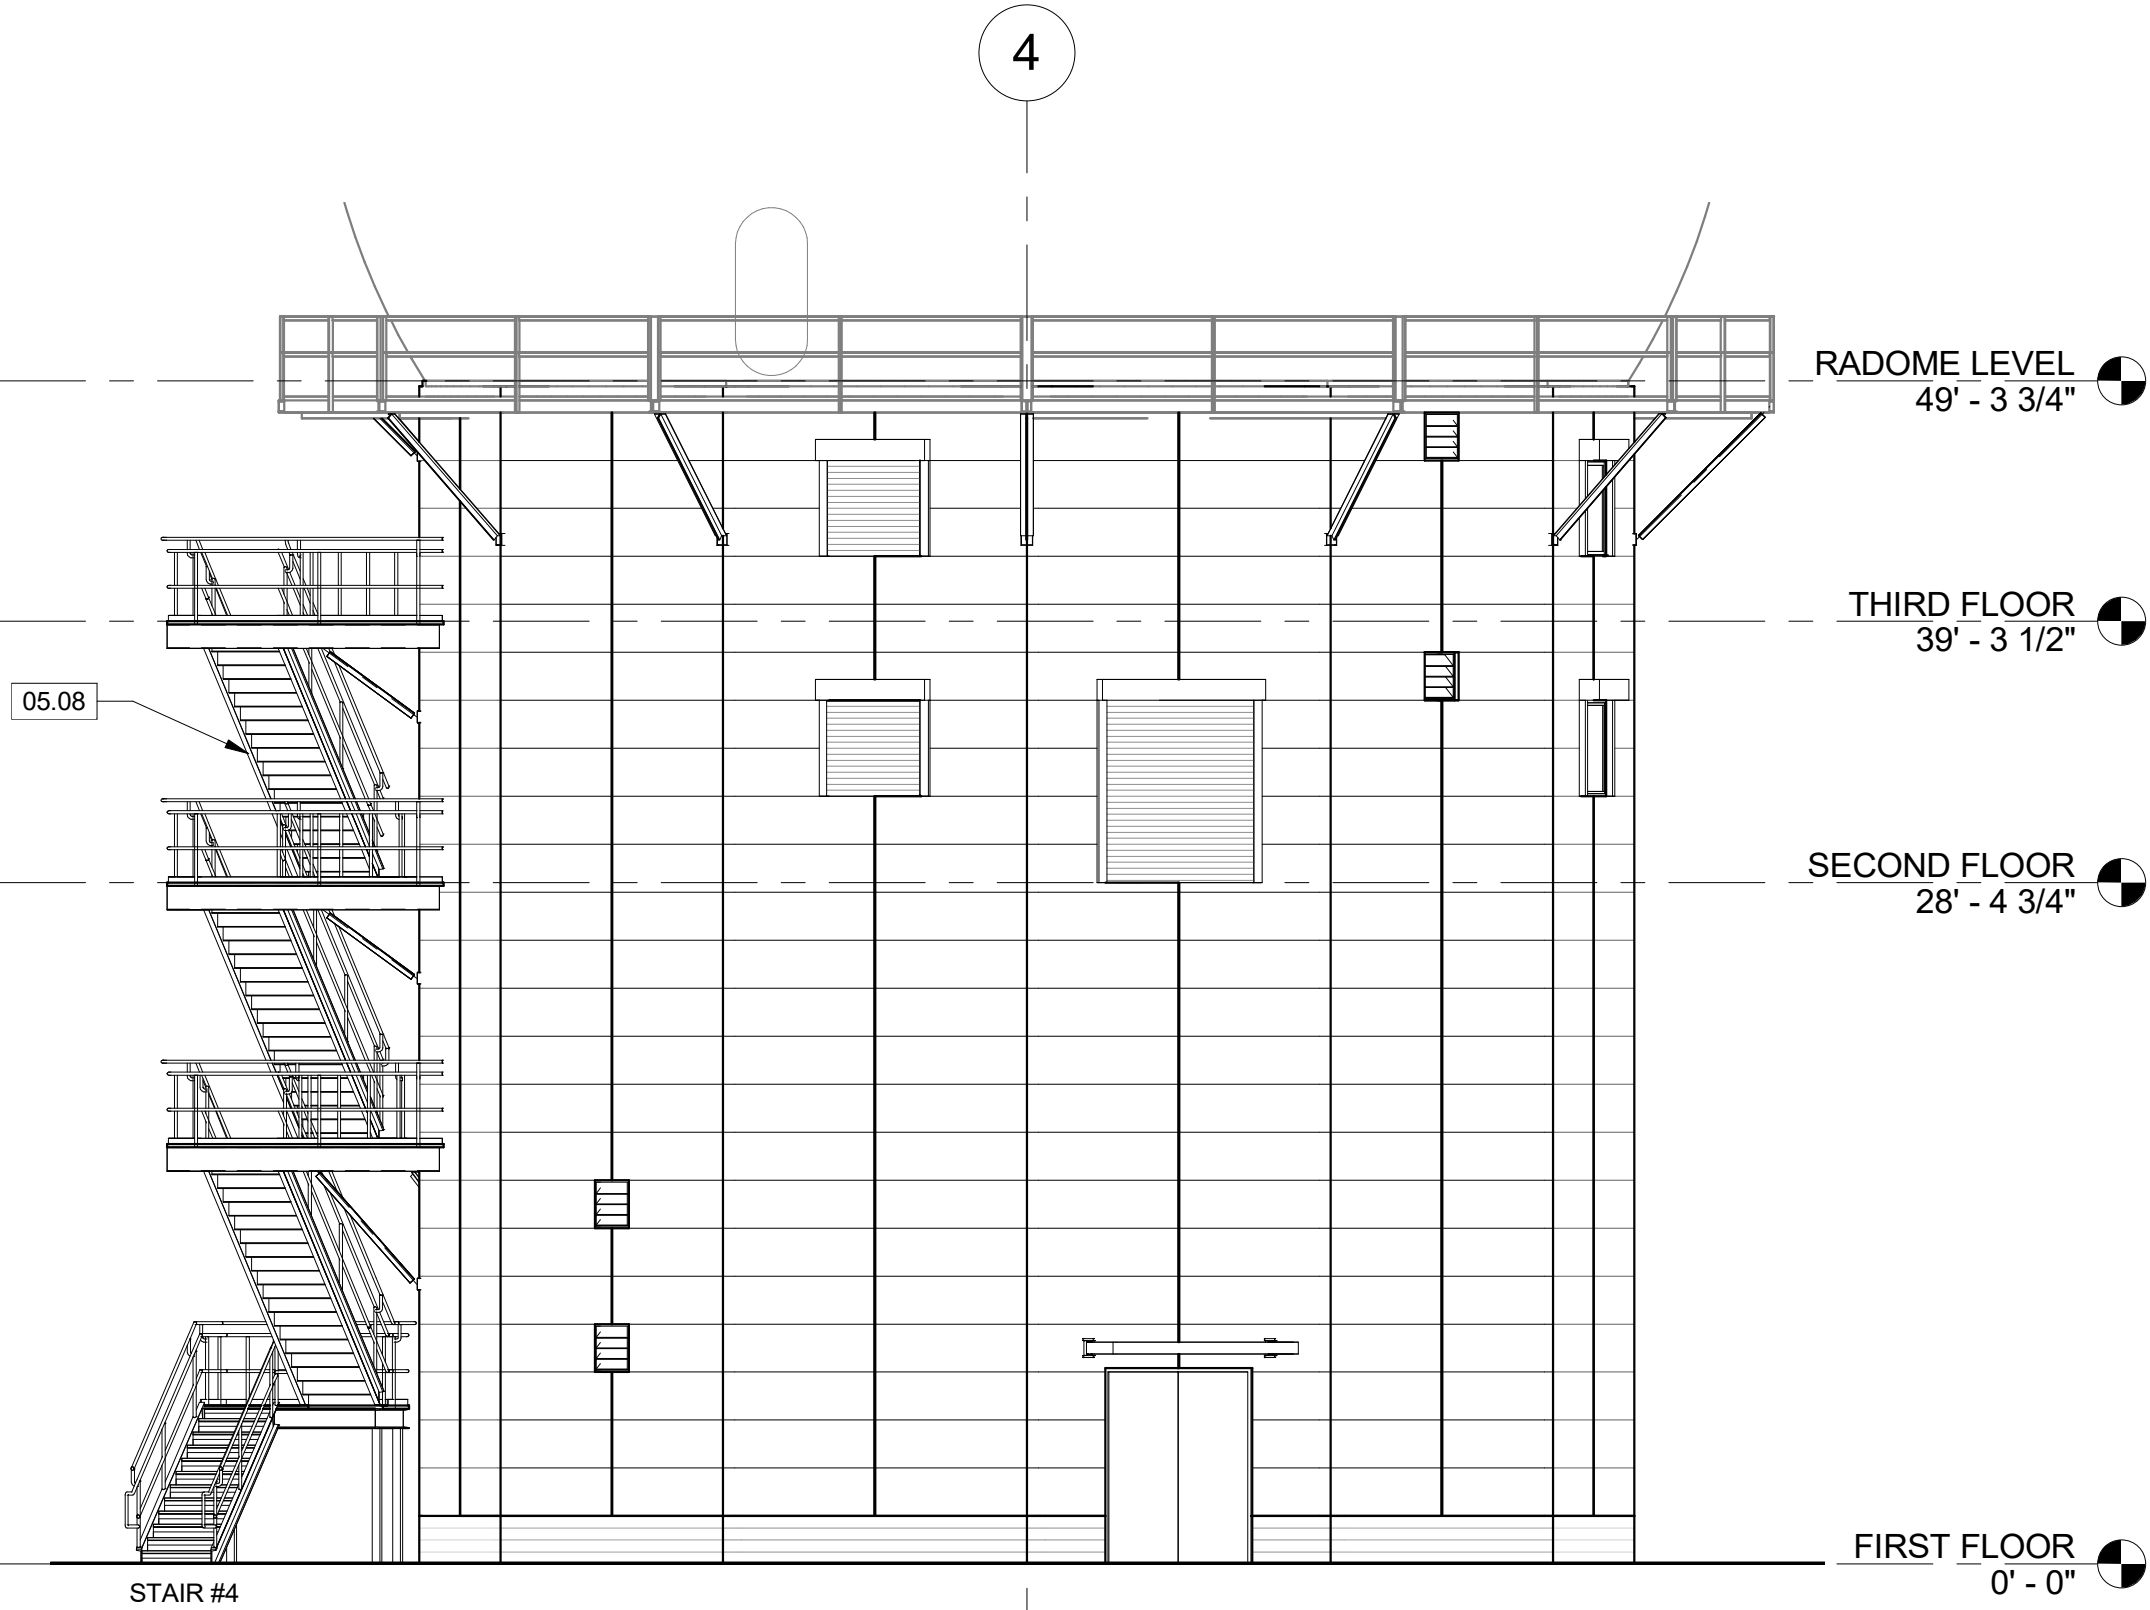 4
RADOME LEVEL
49' - 3 3/4"
THIRD FLOOR
39' - 3 1/2"
05.08
SECOND FLOOR
28' - 4 3/4"
FIRST FLOOR
0' - 0"
STAIR #4